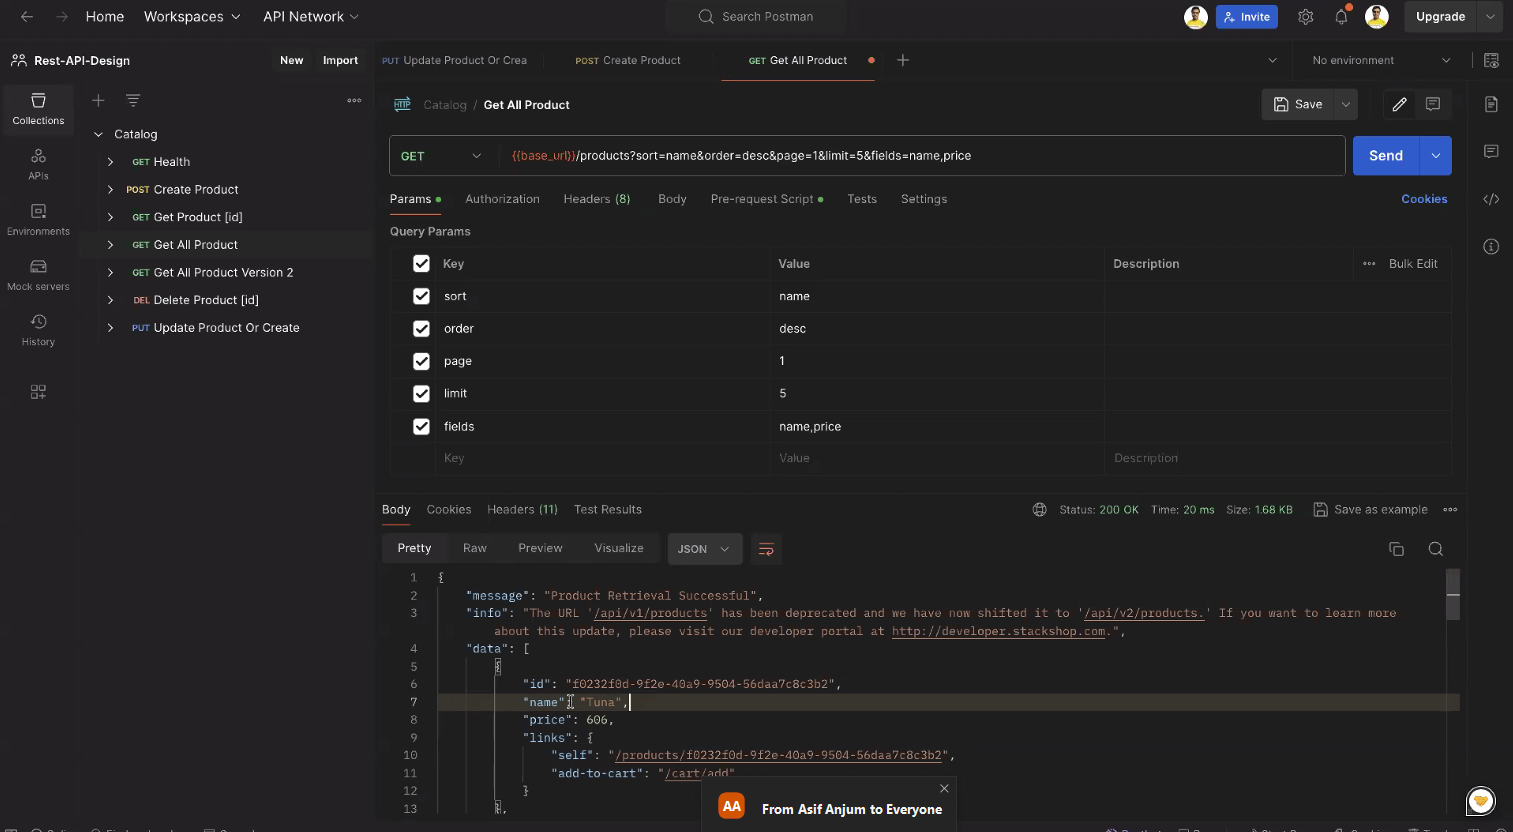 Home Workspaces API Network Search Postman Invite Upgrade
Rest-API-Design New Import PUT Update Product Or Crea POST Create Product GET Get All Product No environment
Collections
APIs
Environments
Mock servers
History
Catalog
GET Health
POST Create Product
GET Get Product [id]
GET Get All Product
GET Get All Product Version 2
DEL Delete Product [id]
PUT Update Product Or Create
HTTP Catalog / Get All Product Save
GET {{base_url}}/products?sort=name&order=desc&page=1&limit=5&fields=name,price Send
Params Authorization Headers (8) Body Pre-request Script Tests Settings Cookies
Query Params
Key Value Description Bulk Edit
sort name
order desc
page 1
limit 5
fields name,price
Key Value Description
Body Cookies Headers (11) Test Results Status: 200 OK Time: 20 ms Size: 1.68 KB Save as example
Pretty Raw Preview Visualize JSON
1 {
2 "message": "Product Retrieval Successful",
3 "info": "The URL '/api/v1/products' has been deprecated and we have now shifted it to '/api/v2/products.' If you want to learn more
about this update, please visit our developer portal at http://developer.stackshop.com.",
4 "data": [
5 {
6 "id": "f0232f0d-9f2e-40a9-9504-56daa7c8c3b2",
7 "name": "Tuna",
8 "price": 606,
9 "links": {
10 "self": "/products/f0232f0d-9f2e-40a9-9504-56daa7c8c3b2",
11 "add-to-cart": "/cart/add"
12 }
13 },
AA From Asif Anjum to Everyone